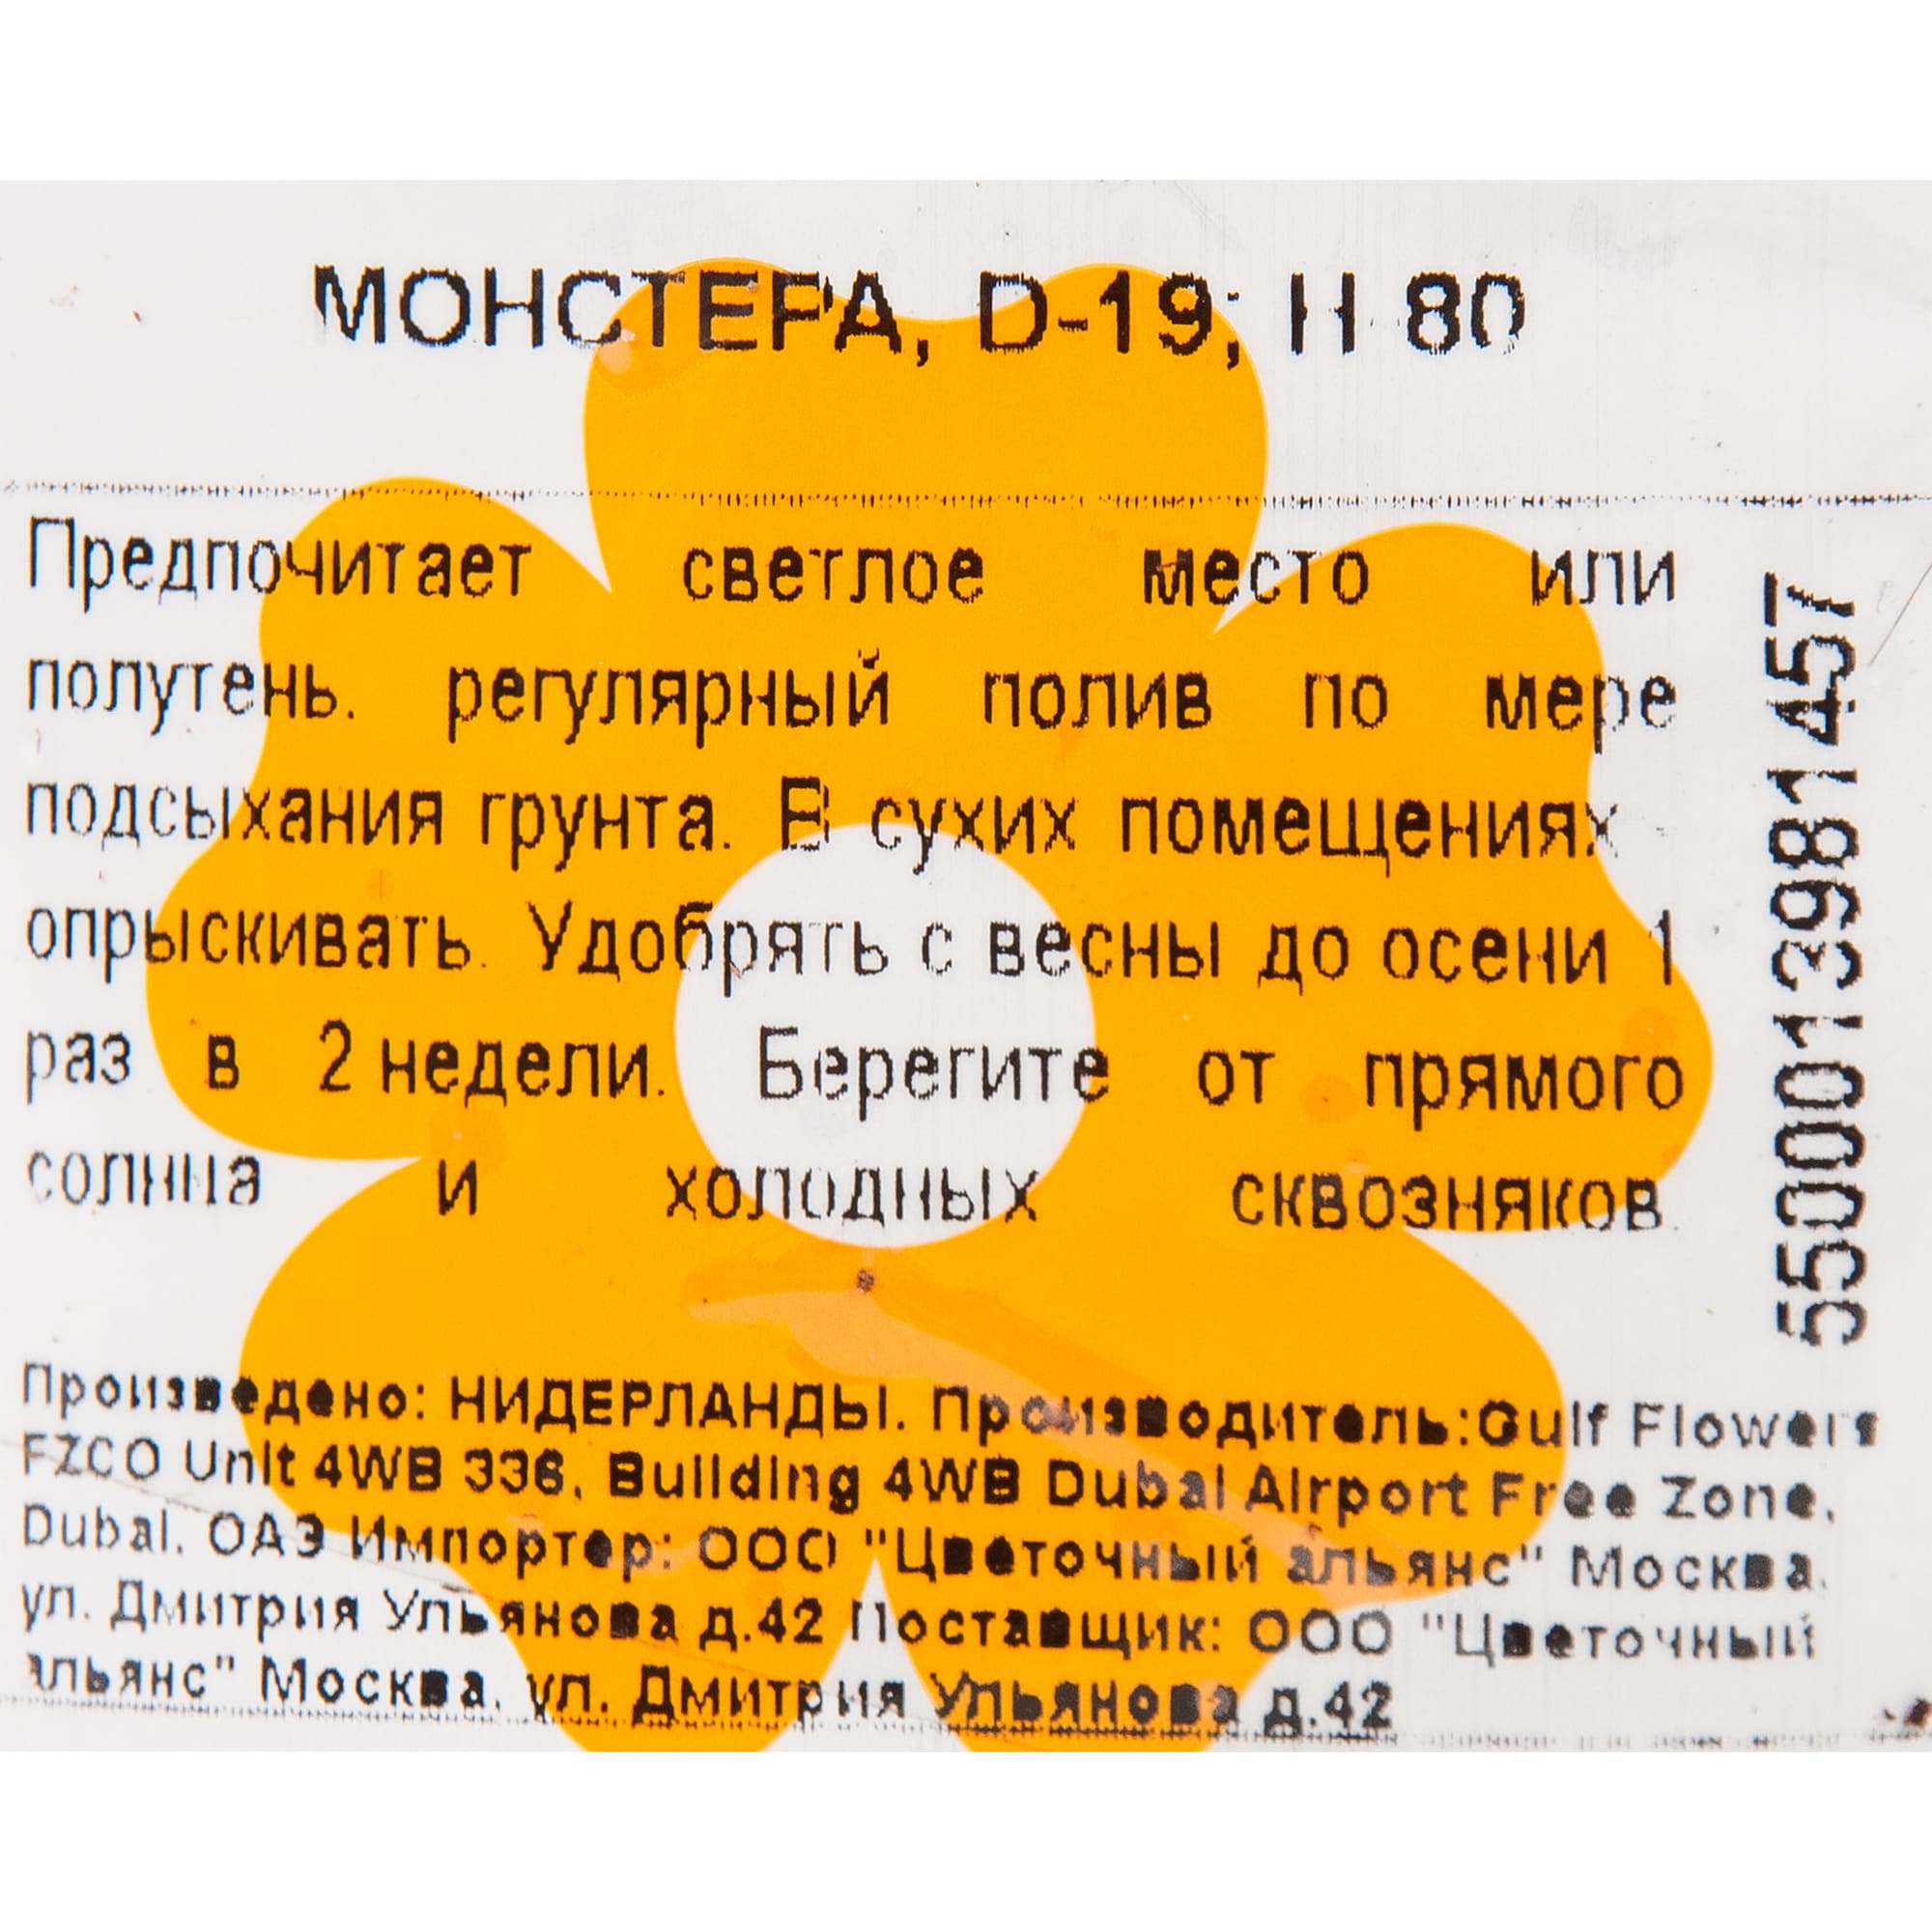 МОНСТЕРА, D-19; H 80
Предпочитает светлое место или
полутень. регулярный полив по мере
подсыхания грунта. В сухих помещениях -
опрыскивать. Удобрять с весны до осени 1
раз в 2 недели. Берегите от прямого
солнца и холодных сквозняков.
5500013981457
Произведено: НИДЕРЛАНДЫ. Производитель:Gulf Flowers
FZCO Unit 4WB 336, Building 4WB Dubai Airport Free Zone,
Dubai, ОАЭ Импортер: ООО "Цветочный альянс" Москва,
ул. Дмитрия Ульянова д.42 Поставщик: ООО "Цветочный
альянс" Москва, ул. Дмитрия Ульянова д.42